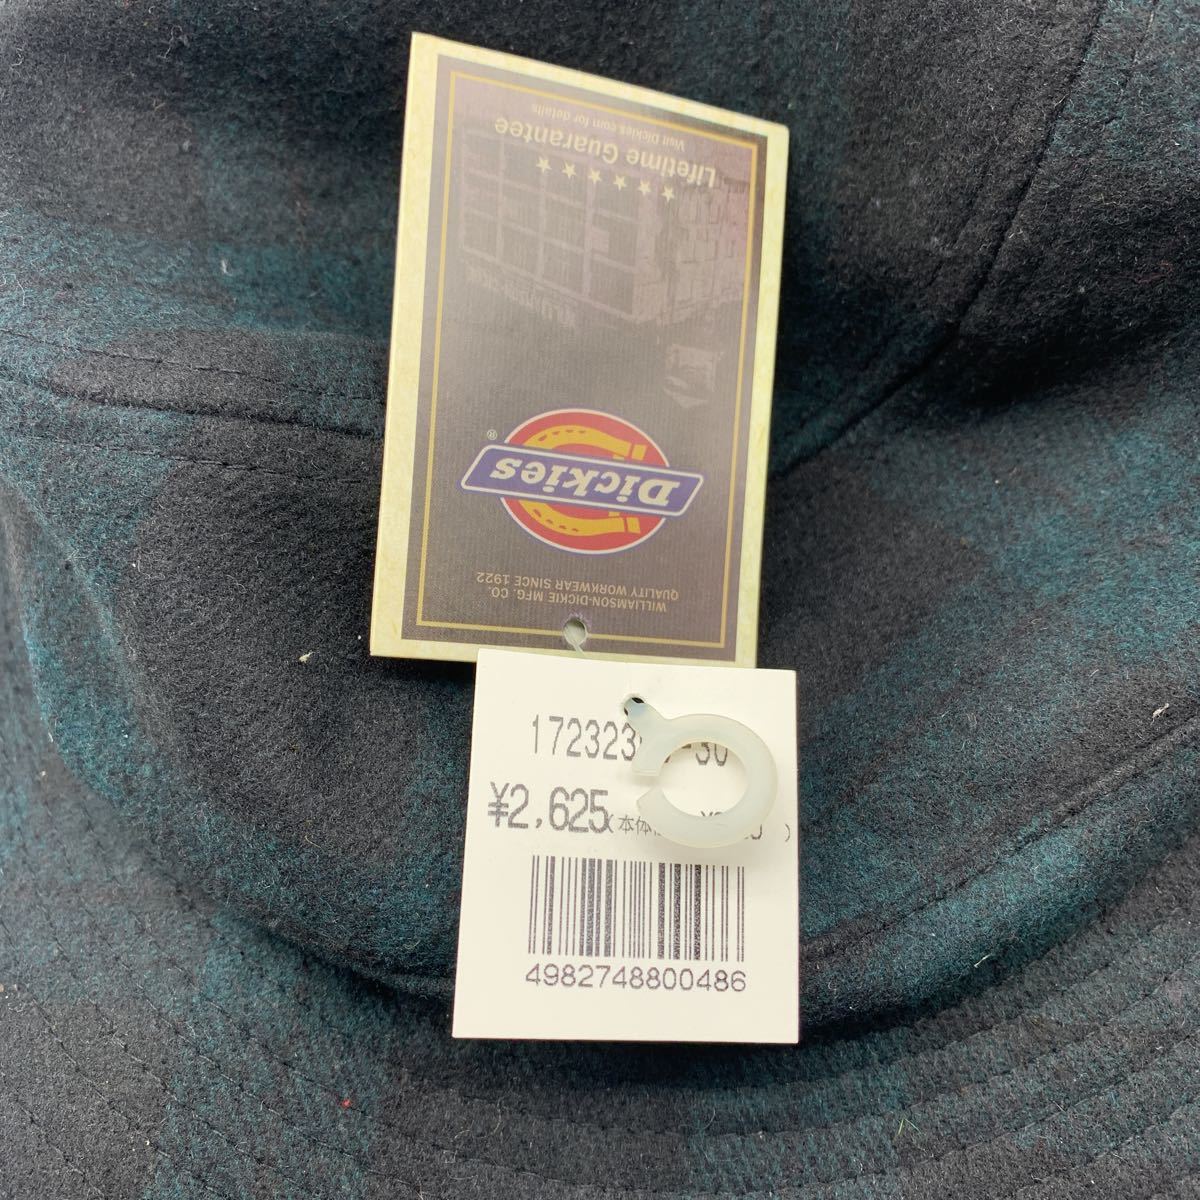 WILLIAMSON-DICKIE MFG. CO.
QUALITY WORKWEAR SINCE 1922
Dickies®
Lifetime Guarantee
Visit Dickies.com for details
¥2,625(本体
4982748800486